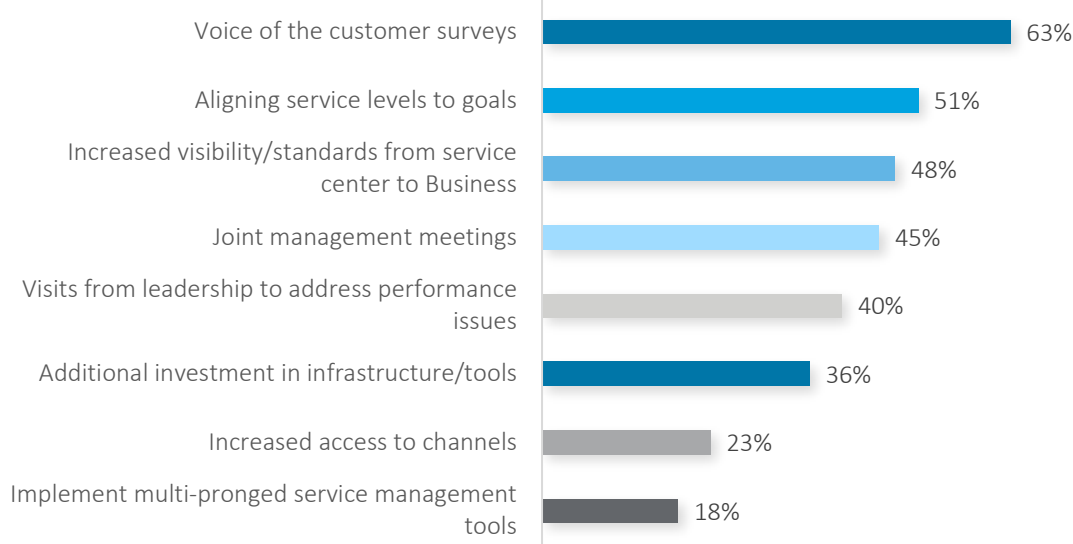 Voice of the customer surveys
63%
Aligning service levels to goals
51%
Increased visibility/standards from service
center to Business
48%
Joint management meetings
45%
Visits from leadership to address performance
issues
40%
Additional investment in infrastructure/tools
36%
Increased access to channels
23%
Implement multi-pronged service management
tools
18%